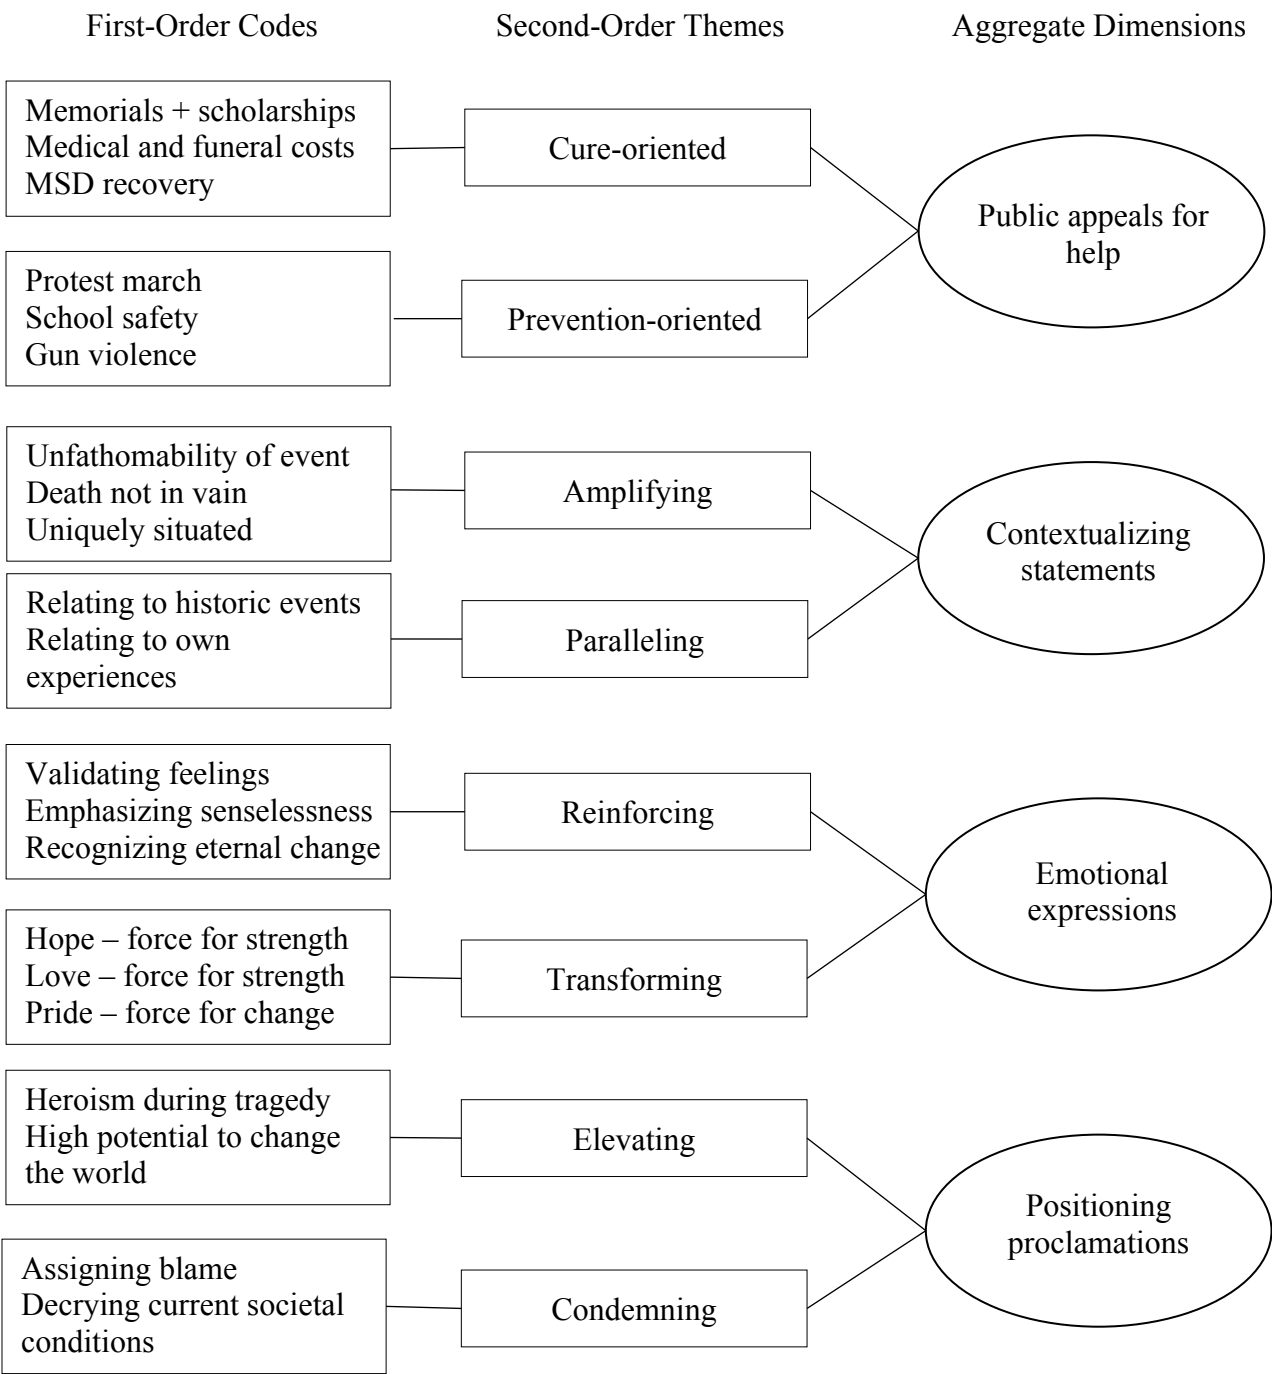 First-Order Codes
Second-Order Themes
Aggregate Dimensions
Memorials + scholarships
Medical and funeral costs
MSD recovery
Cure-oriented
Public appeals for
help
Protest march
School safety
Gun violence
Prevention-oriented
Unfathomability of event
Death not in vain
Uniquely situated
Amplifying
Contextualizing
statements
Relating to historic events
Relating to own
experiences
Paralleling
Validating feelings
Emphasizing senselessness
Recognizing eternal change
Reinforcing
Emotional
expressions
Hope – force for strength
Love – force for strength
Pride – force for change
Transforming
Heroism during tragedy
High potential to change
the world
Elevating
Positioning
proclamations
Assigning blame
Decrying current societal
conditions
Condemning